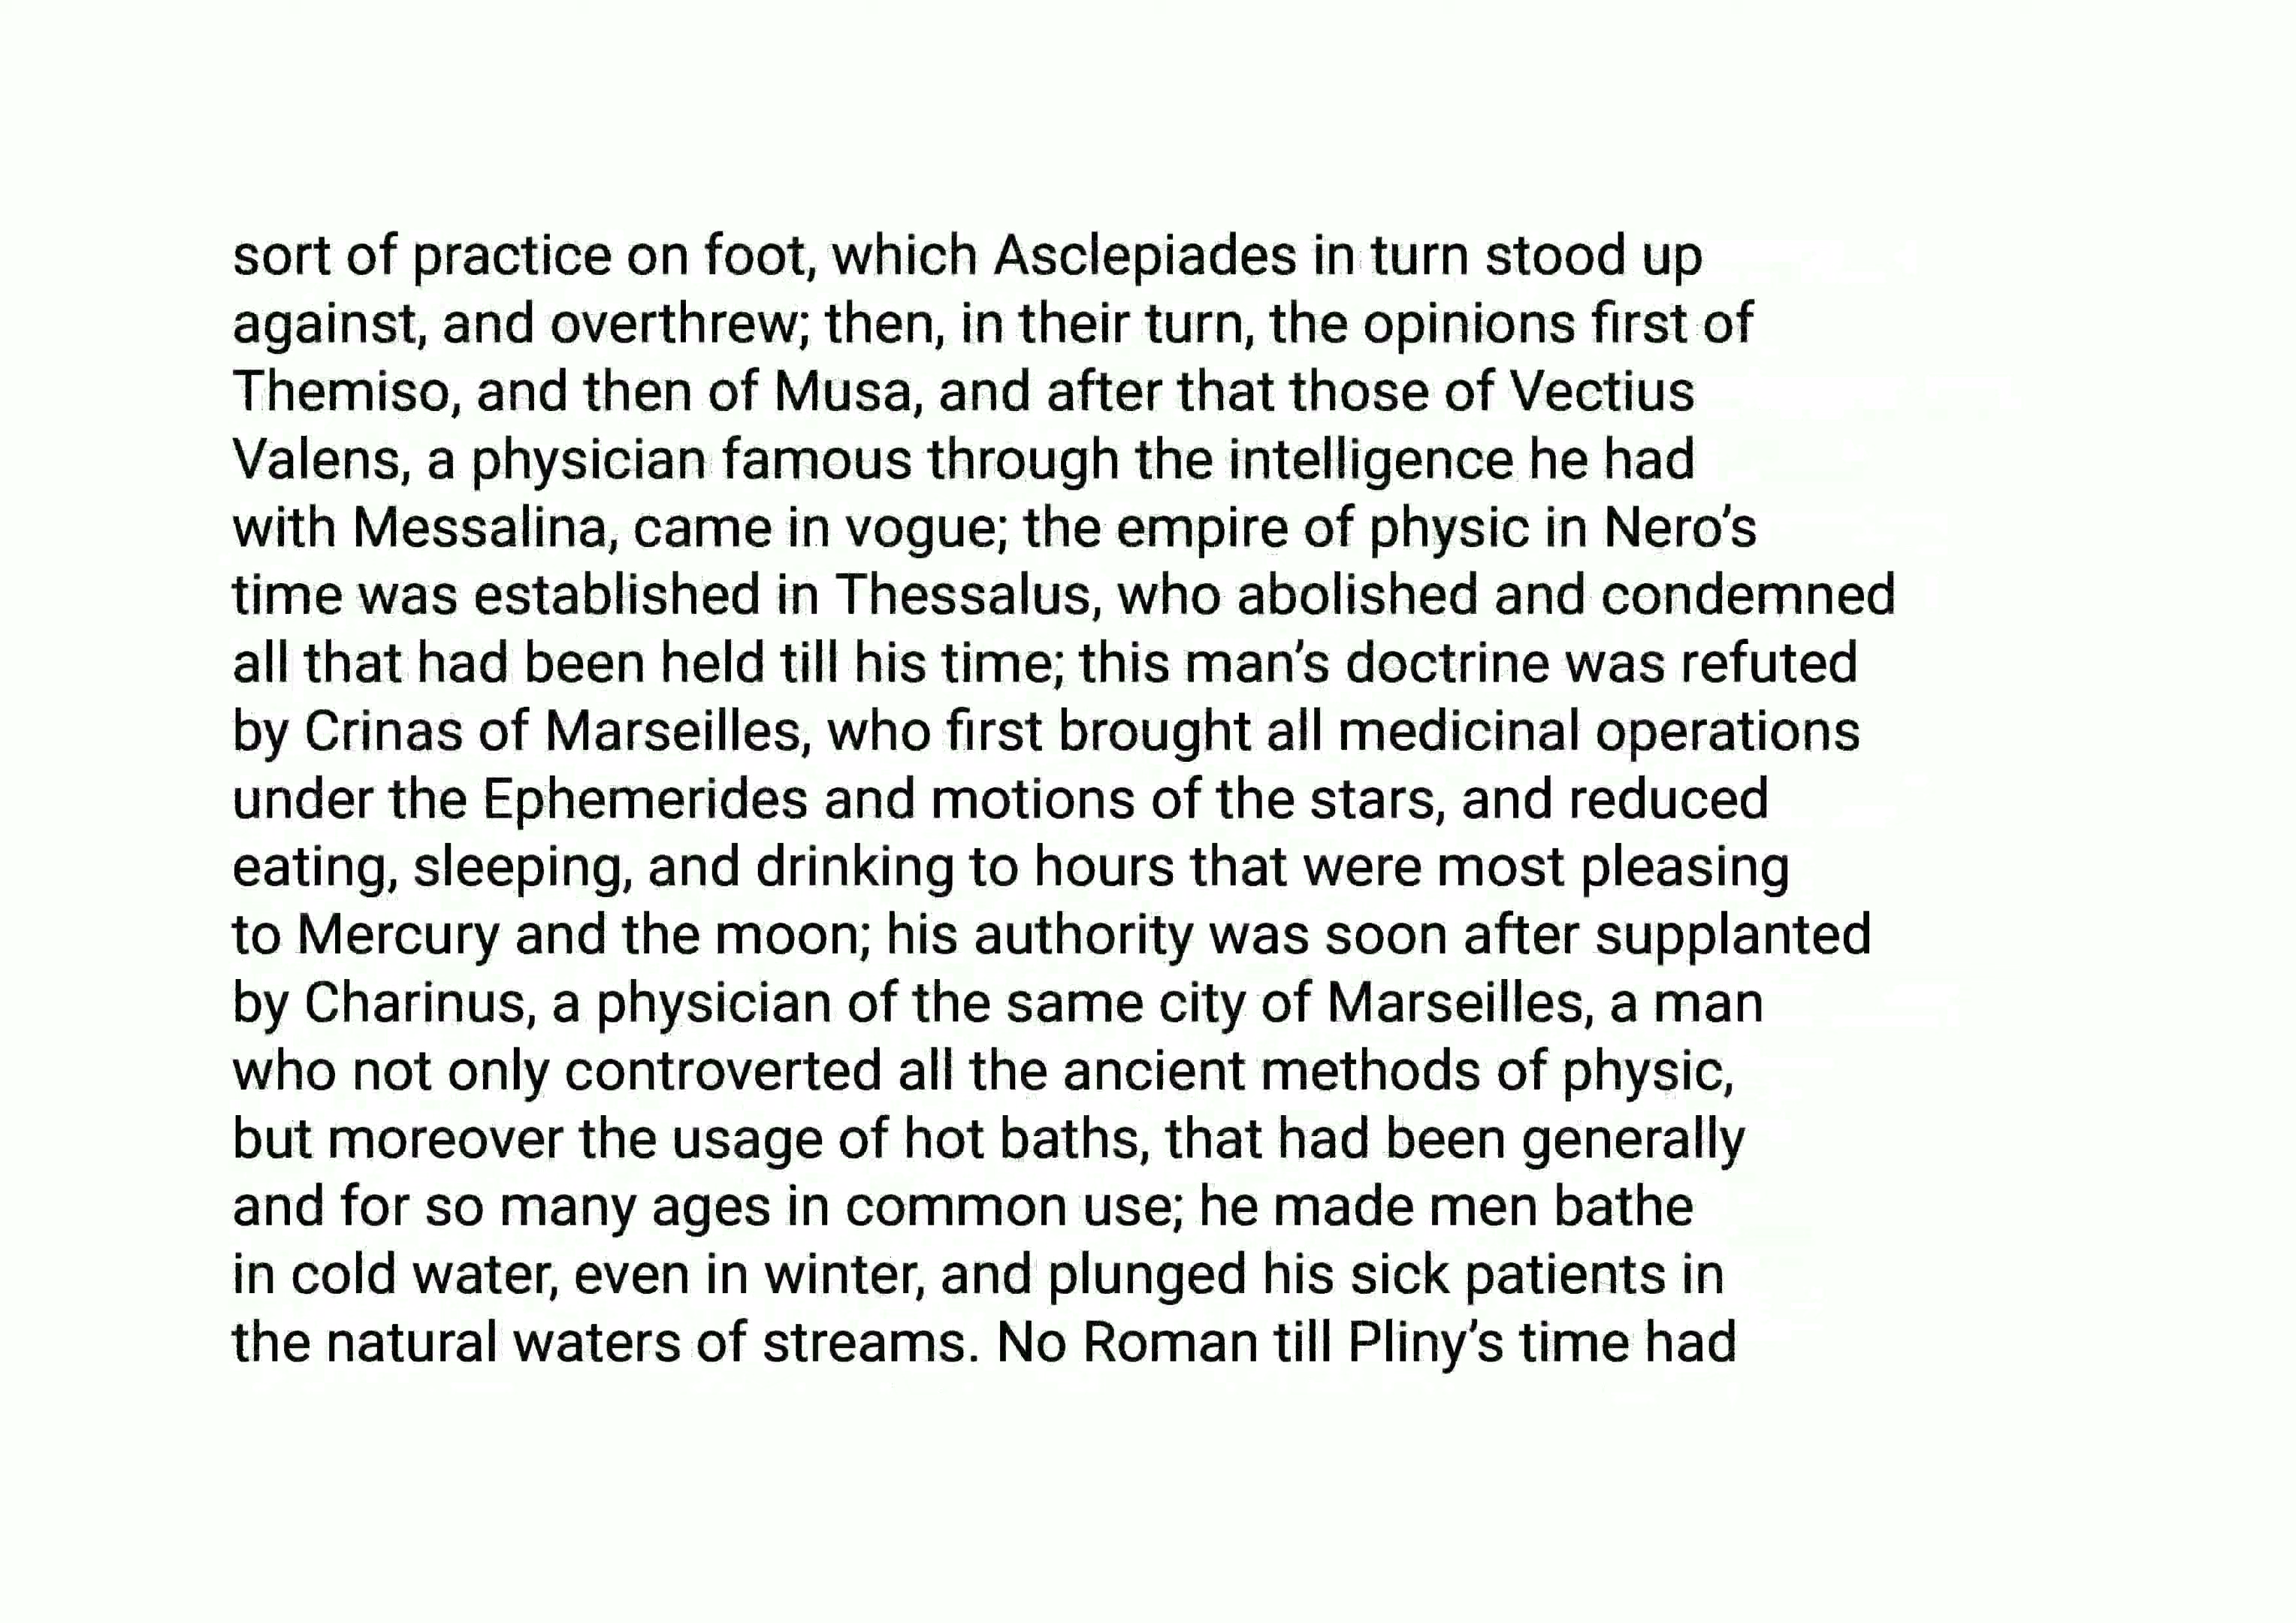 sort of practice on foot, which Asclepiades in turn stood up
against, and overthrew; then, in their turn, the opinions first of
Themiso, and then of Musa, and after that those of Vectius
Valens, a physician famous through the intelligence he had
with Messalina, came in vogue; the empire of physic in Nero’s
time was established in Thessalus, who abolished and condemned
all that had been held till his time; this man’s doctrine was refuted
by Crinas of Marseilles, who first brought all medicinal operations
under the Ephemerides and motions of the stars, and reduced
eating, sleeping, and drinking to hours that were most pleasing
to Mercury and the moon; his authority was soon after supplanted
by Charinus, a physician of the same city of Marseilles, a man
who not only controverted all the ancient methods of physic,
but moreover the usage of hot baths, that had been generally
and for so many ages in common use; he made men bathe
in cold water, even in winter, and plunged his sick patients in
the natural waters of streams. No Roman till Pliny’s time had